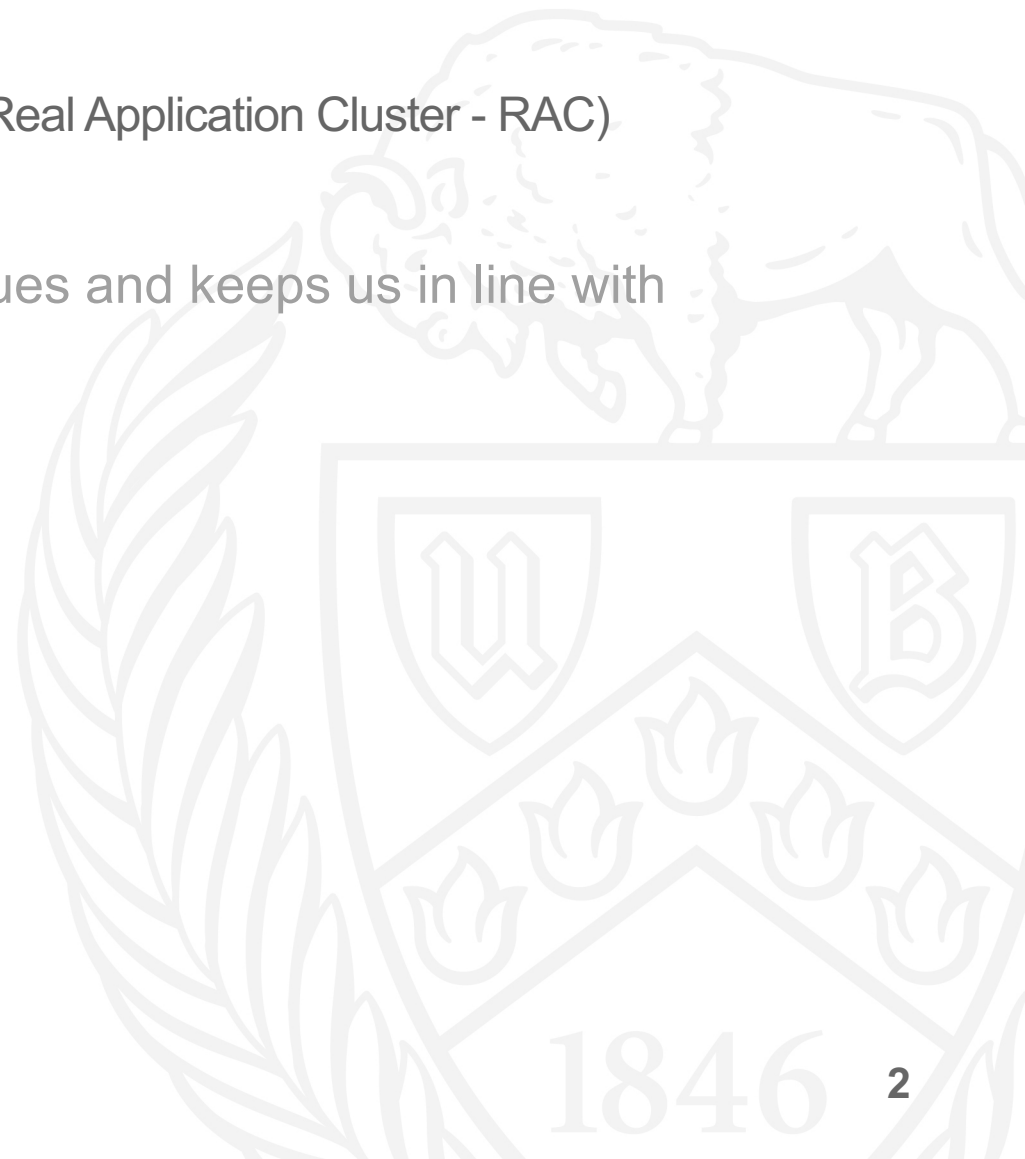 Real Application Cluster - RAC)
ues and keeps us in line with
U B
1846
2